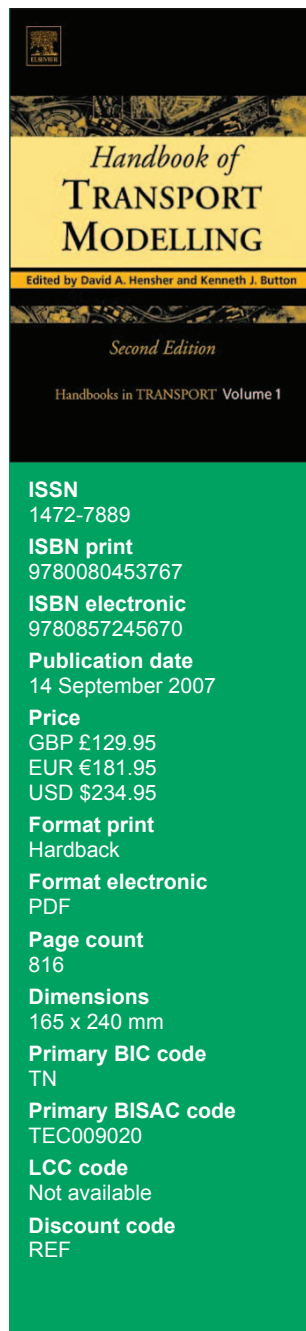 ELSEVIER
Handbook of
TRANSPORT
MODELLING
Edited by David A. Hensher and Kenneth J. Button
Second Edition
Handbooks in TRANSPORT Volume 1
ISSN
1472-7889
ISBN print
9780080453767
ISBN electronic
9780857245670
Publication date
14 September 2007
Price
GBP £129.95
EUR €181.95
USD $234.95
Format print
Hardback
Format electronic
PDF
Page count
816
Dimensions
165 x 240 mm
Primary BIC code
TN
Primary BISAC code
TEC009020
LCC code
Not available
Discount code
REF